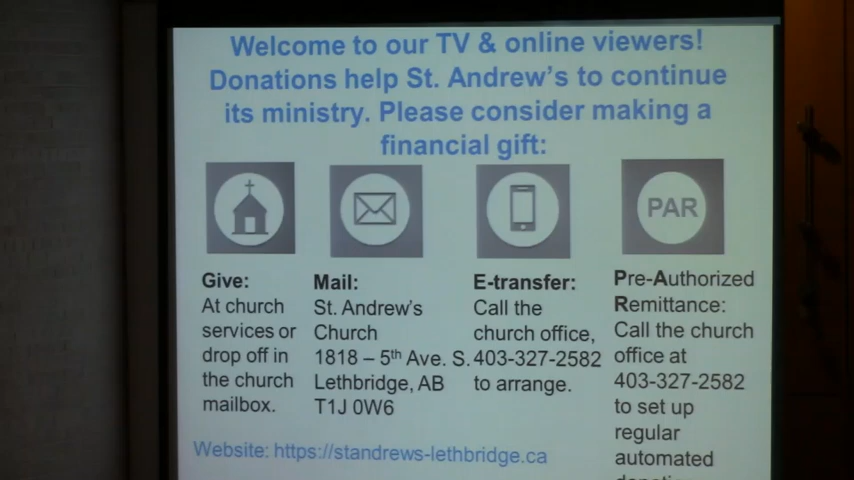 Welcome to our TV & online viewers!
Donations help St. Andrew's to continue
its ministry. Please consider making a
financial gift:
PAR
Give:
At church
services or
drop off in
the church
mailbox.
Mail:
St. Andrew's
Church
1818 – 5th Ave. S.
Lethbridge, AB
T1J 0W6
E-transfer:
Call the
church office,
403-327-2582
to arrange.
Pre-Authorized
Remittance:
Call the church
office at
403-327-2582
to set up
regular
automated
Website: https://standrews-lethbridge.ca